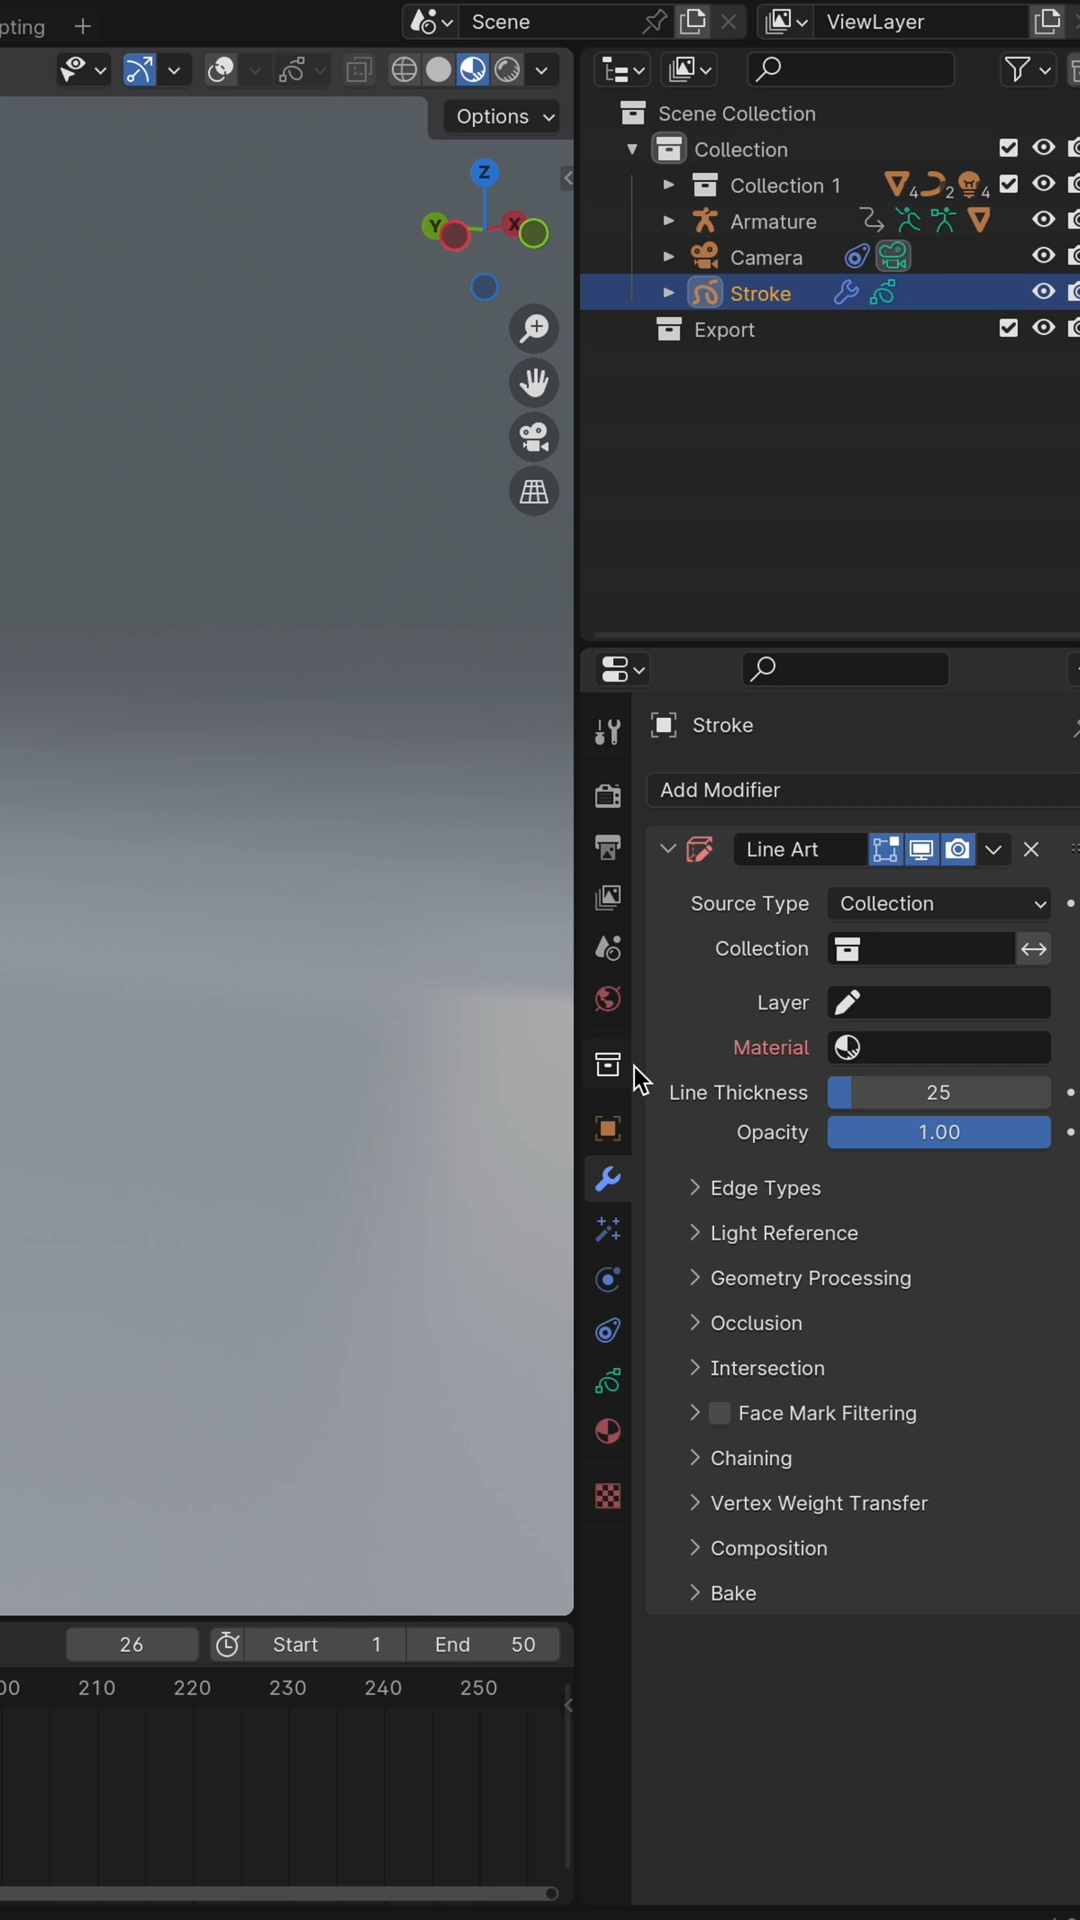 pting
Scene
ViewLayer
Options
Z
Y
X
Scene Collection
Collection
Collection 1
4
2
4
Armature
Camera
Stroke
Export
Stroke
Add Modifier
Line Art
Source Type Collection
Collection
Layer
Material
Line Thickness 25
Opacity 1.00
Edge Types
Light Reference
Geometry Processing
Occlusion
Intersection
Face Mark Filtering
Chaining
Vertex Weight Transfer
Composition
Bake
26 Start 1 End 50
00 210 220 230 240 250